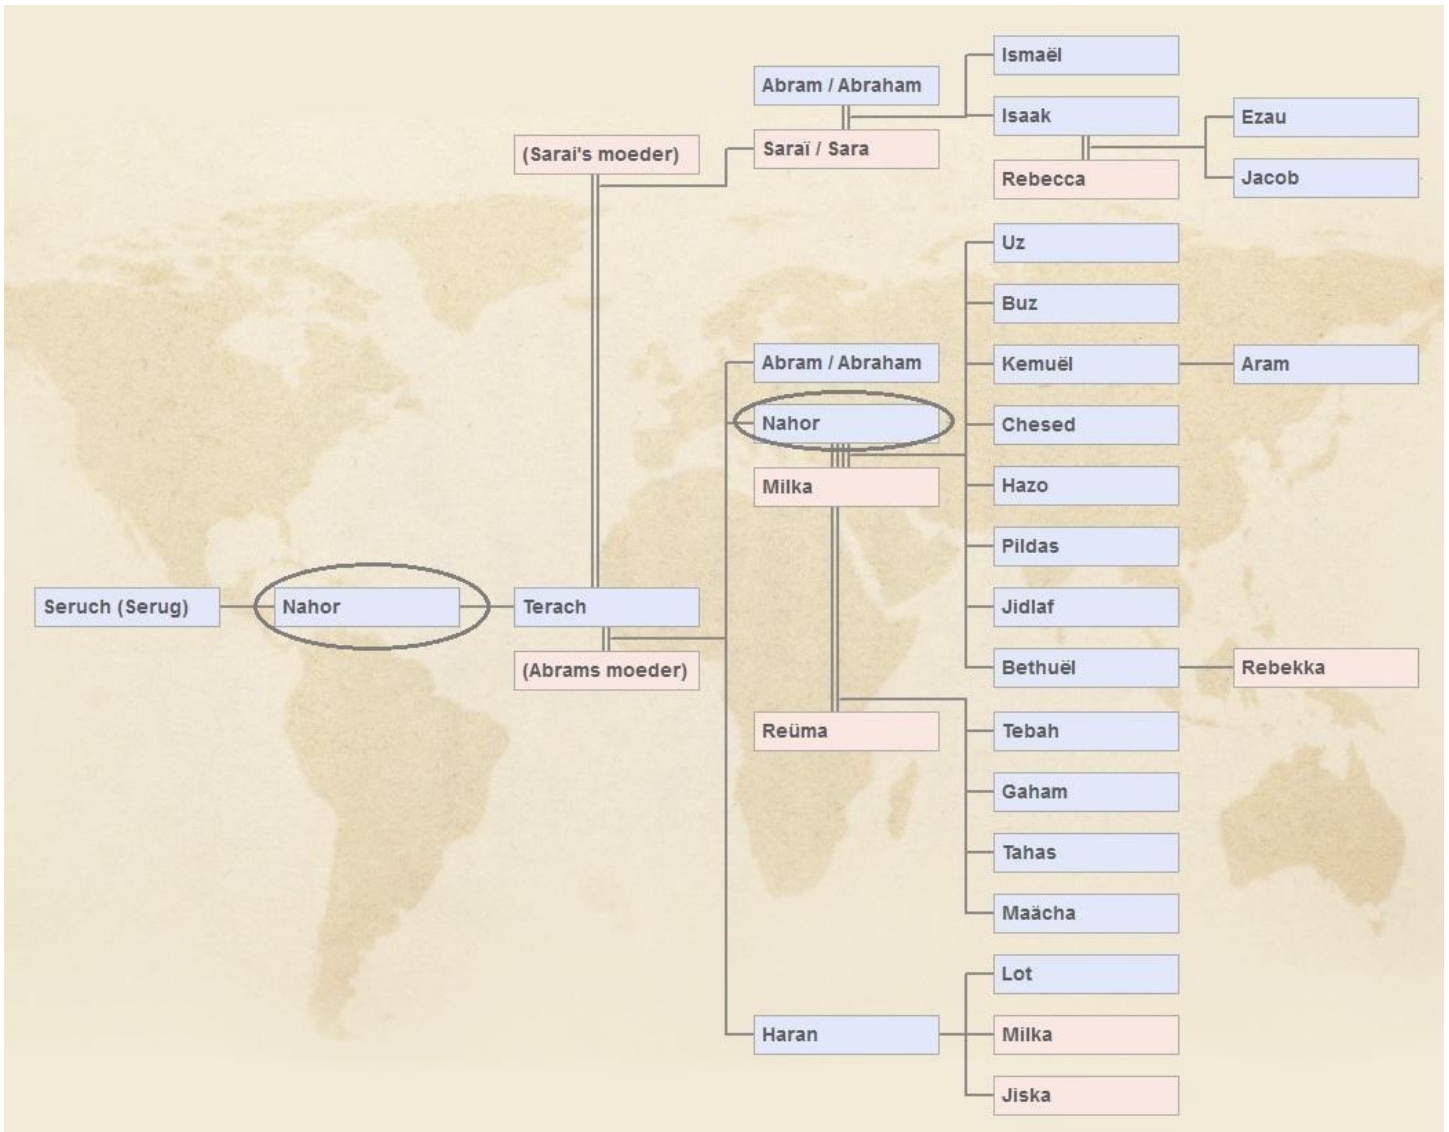 Ismaël
Abram / Abraham
Isaak
Ezau
(Sarai's moeder)
Saraï / Sara
Rebecca
Jacob
Uz
Buz
Abram / Abraham
Kemuël
Aram
Nahor
Chesed
Milka
Hazo
Pildas
Seruch (Serug)
Nahor
Terach
Jidlaf
(Abrams moeder)
Bethuël
Rebekka
Reüma
Tebah
Gaham
Tahas
Maächa
Lot
Haran
Milka
Jiska